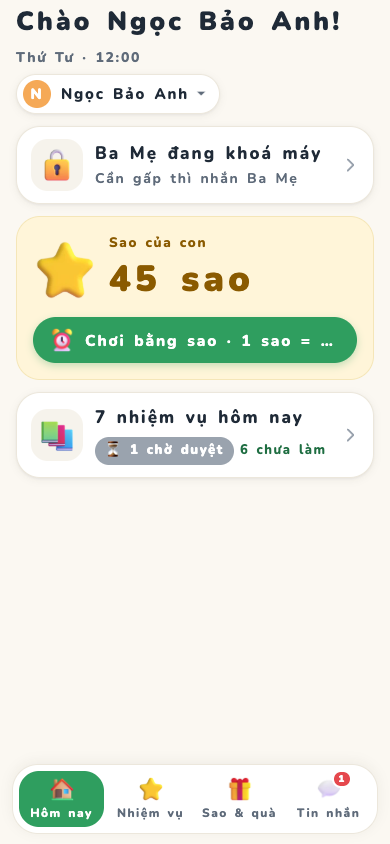 Chào Ngọc Bảo Anh!
Thứ Tư · 12:00
N Ngọc Bảo Anh
Ba Mẹ đang khoá máy
Cần gấp thì nhắn Ba Mẹ
Sao của con
45 sao
Chơi bằng sao · 1 sao = ...
7 nhiệm vụ hôm nay
1 chờ duyệt 6 chưa làm
Hôm nay Nhiệm vụ Sao & quà Tin nhắn 1